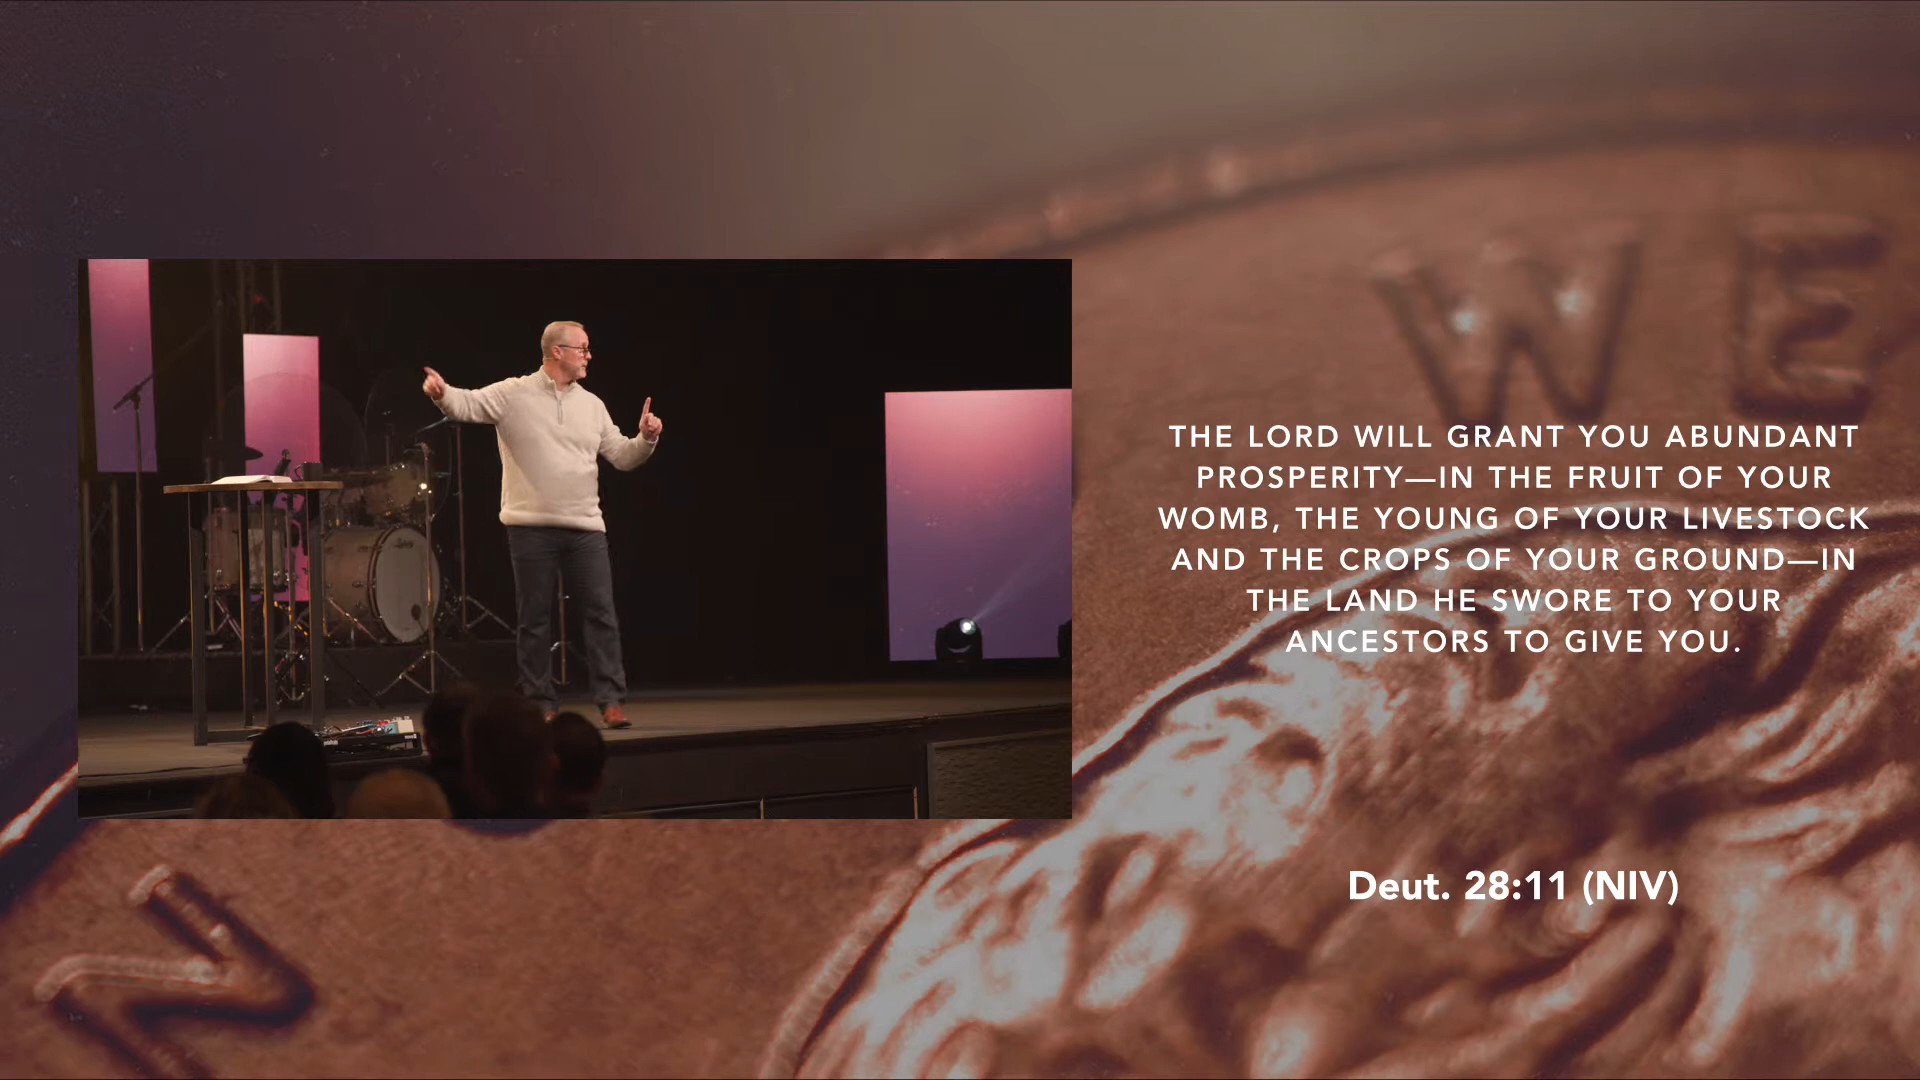 WE
THE LORD WILL GRANT YOU ABUNDANT
PROSPERITY—IN THE FRUIT OF YOUR
WOMB, THE YOUNG OF YOUR LIVESTOCK
AND THE CROPS OF YOUR GROUND—IN
THE LAND HE SWORE TO YOUR
ANCESTORS TO GIVE YOU.
Deut. 28:11 (NIV)
N